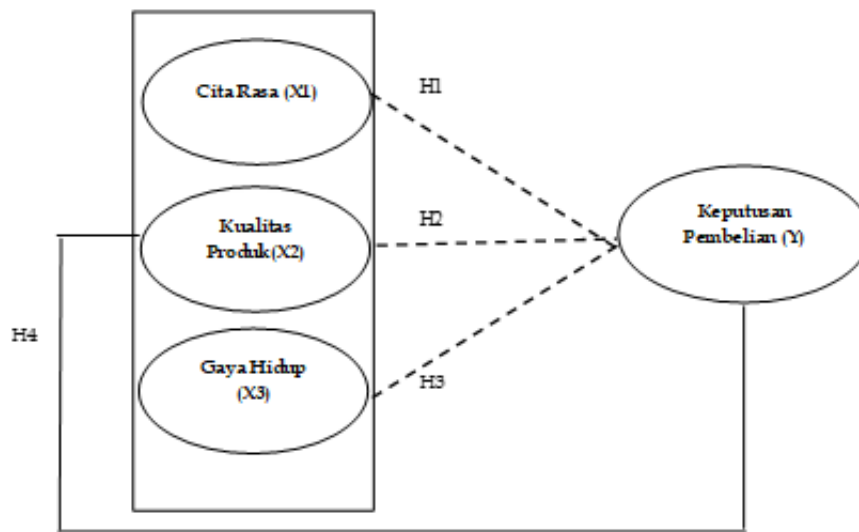 Cita Rasa (X1)
H1
Kualitas
Produk(X2)
H2
Keputusan
Pembelian (Y)
H4
Gaya Hidup
(X3)
H3